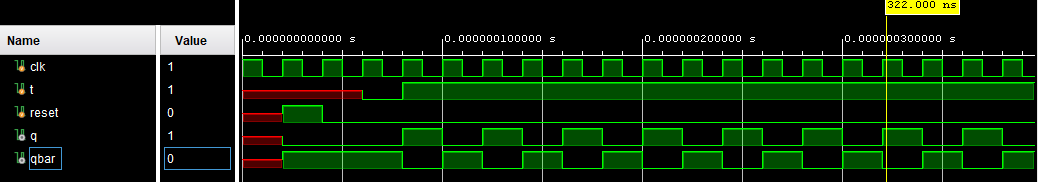 322.000 ns
Name Value
0.000000000000 s 0.000000100000 s 0.000000200000 s 0.000000300000 s
clk 1
t 1
reset 0
q 1
qbar 0